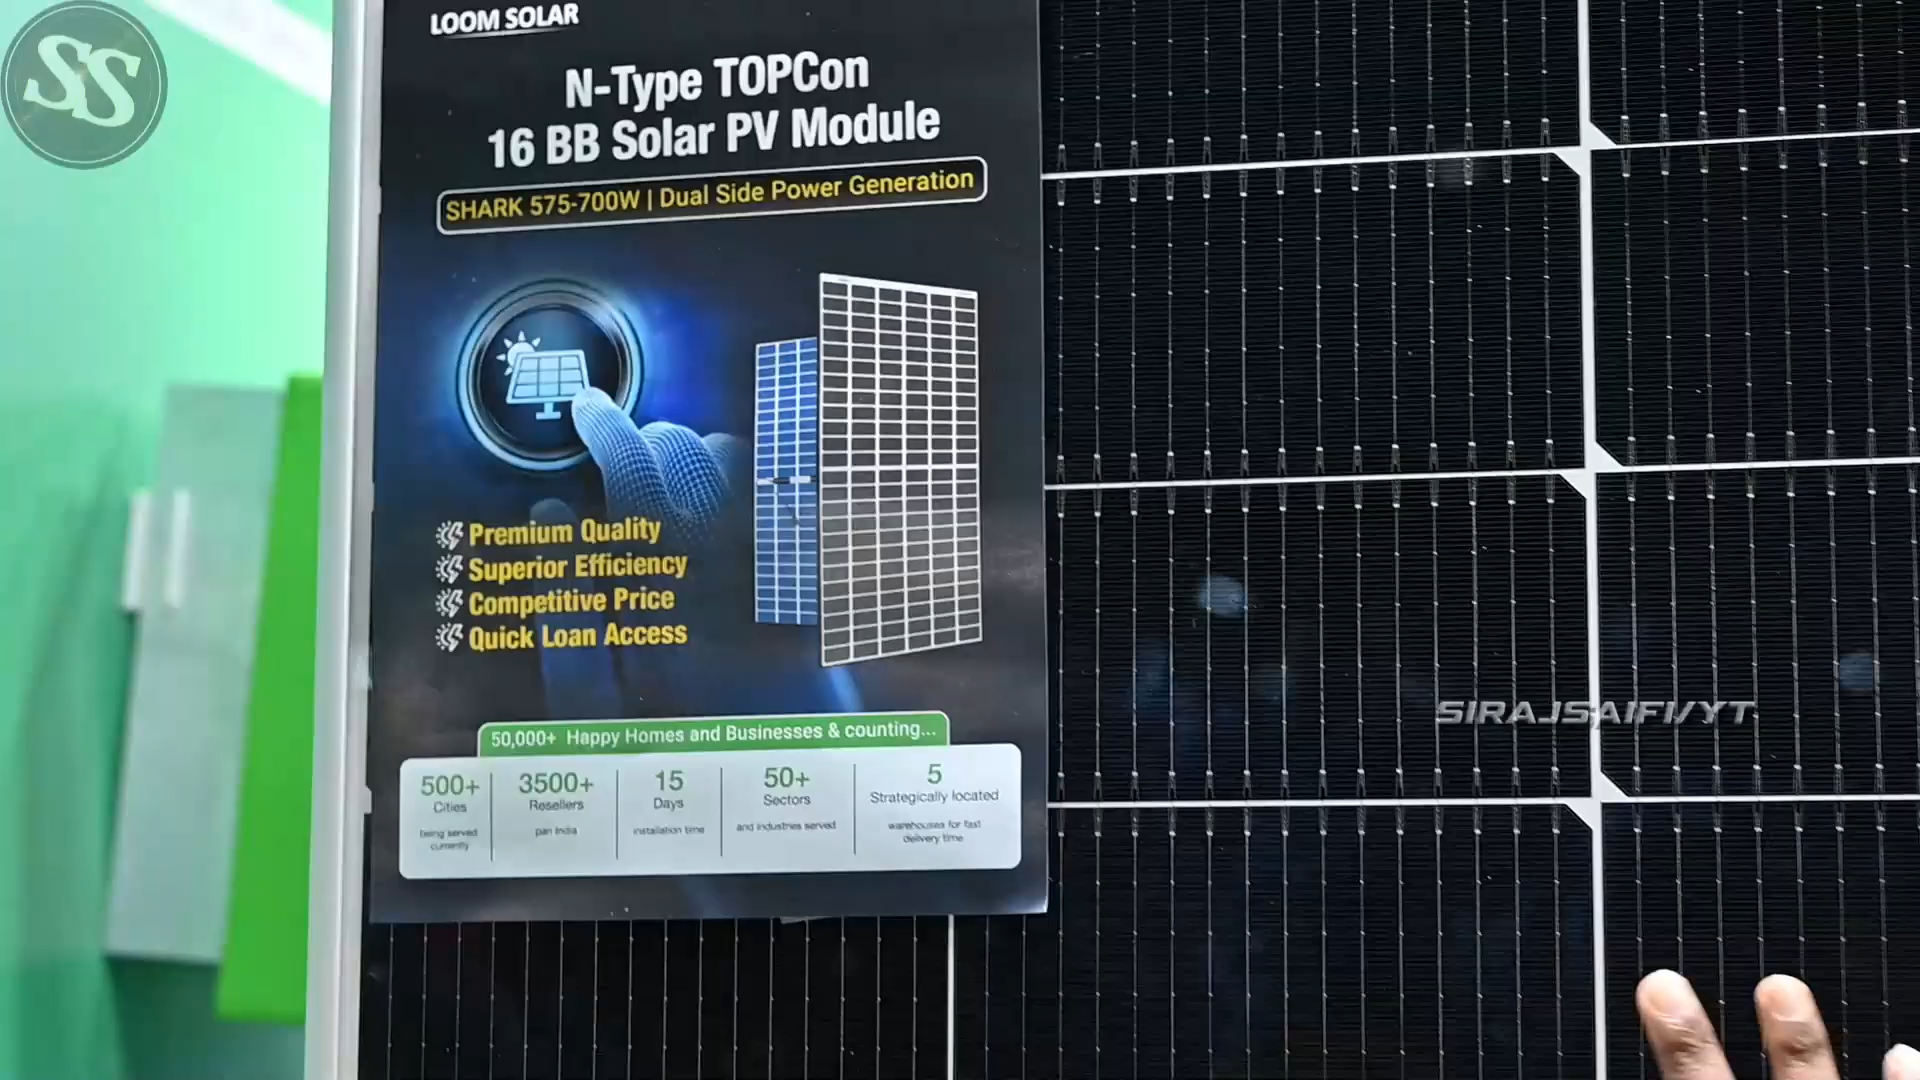 SS
LOOM SOLAR
N-Type TOPCon
16 BB Solar PV Module
SHARK 575-700W | Dual Side Power Generation
Premium Quality
Superior Efficiency
Competitive Price
Quick Loan Access
50,000+ Happy Homes and Businesses & counting...
500+
Cities
being served
currently
3500+
Resellers
pan India
15
Days
installation time
50+
Sectors
and industries served
5
Strategically located
warehouses for fast
delivery time
SIRAJSAIFI/YT